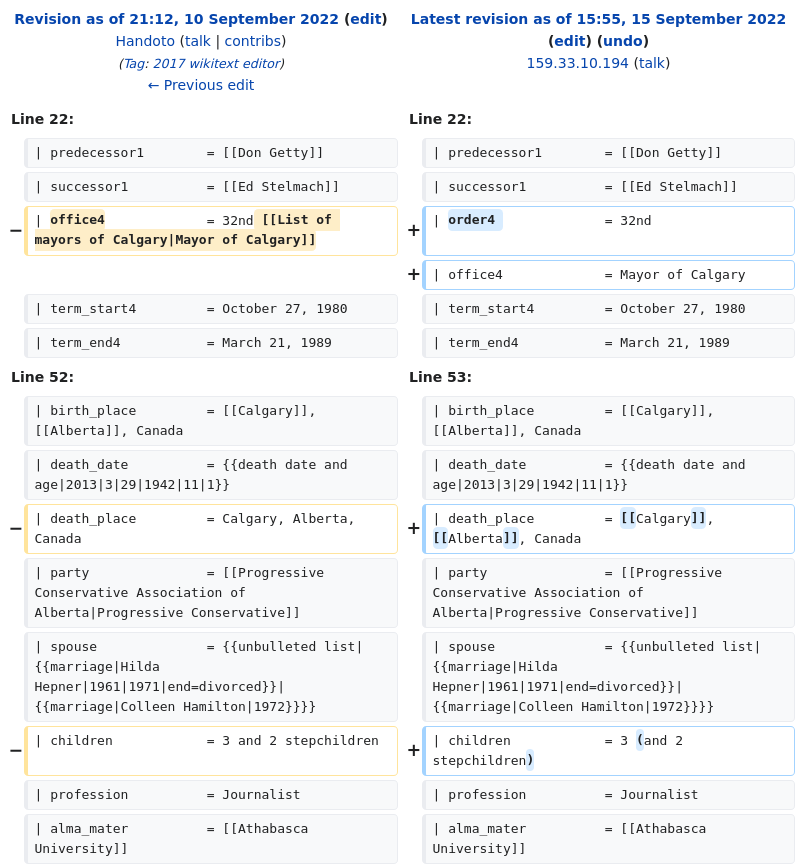 Revision as of 21:12, 10 September 2022 (edit)
Handoto (talk | contribs)
(Tag: 2017 wikitext editor)
← Previous edit
Latest revision as of 15:55, 15 September 2022
(edit) (undo)
159.33.10.194 (talk)
Line 22:
Line 22:
| predecessor1        = [[Don Getty]]
| predecessor1        = [[Don Getty]]
| successor1          = [[Ed Stelmach]]
| successor1          = [[Ed Stelmach]]
− | office4             = 32nd [[List of
mayors of Calgary|Mayor of Calgary]]
+ | order4              = 32nd
+ | office4             = Mayor of Calgary
| term_start4         = October 27, 1980
| term_start4         = October 27, 1980
| term_end4           = March 21, 1989
| term_end4           = March 21, 1989
Line 52:
Line 53:
| birth_place         = [[Calgary]],
[[Alberta]], Canada
| birth_place         = [[Calgary]],
[[Alberta]], Canada
| death_date          = {{death date and
age|2013|3|29|1942|11|1}}
| death_date          = {{death date and
age|2013|3|29|1942|11|1}}
− | death_place         = Calgary, Alberta,
Canada
+ | death_place         = [[Calgary]],
[[Alberta]], Canada
| party               = [[Progressive
Conservative Association of
Alberta|Progressive Conservative]]
| party               = [[Progressive
Conservative Association of
Alberta|Progressive Conservative]]
| spouse              = {{unbulleted list|
{{marriage|Hilda
Hepner|1961|1971|end=divorced}}|
{{marriage|Colleen Hamilton|1972}}}}
| spouse              = {{unbulleted list|
{{marriage|Hilda
Hepner|1961|1971|end=divorced}}|
{{marriage|Colleen Hamilton|1972}}}}
− | children            = 3 and 2 stepchildren
+ | children            = 3 (and 2
stepchildren)
| profession          = Journalist
| profession          = Journalist
| alma_mater          = [[Athabasca
University]]
| alma_mater          = [[Athabasca
University]]